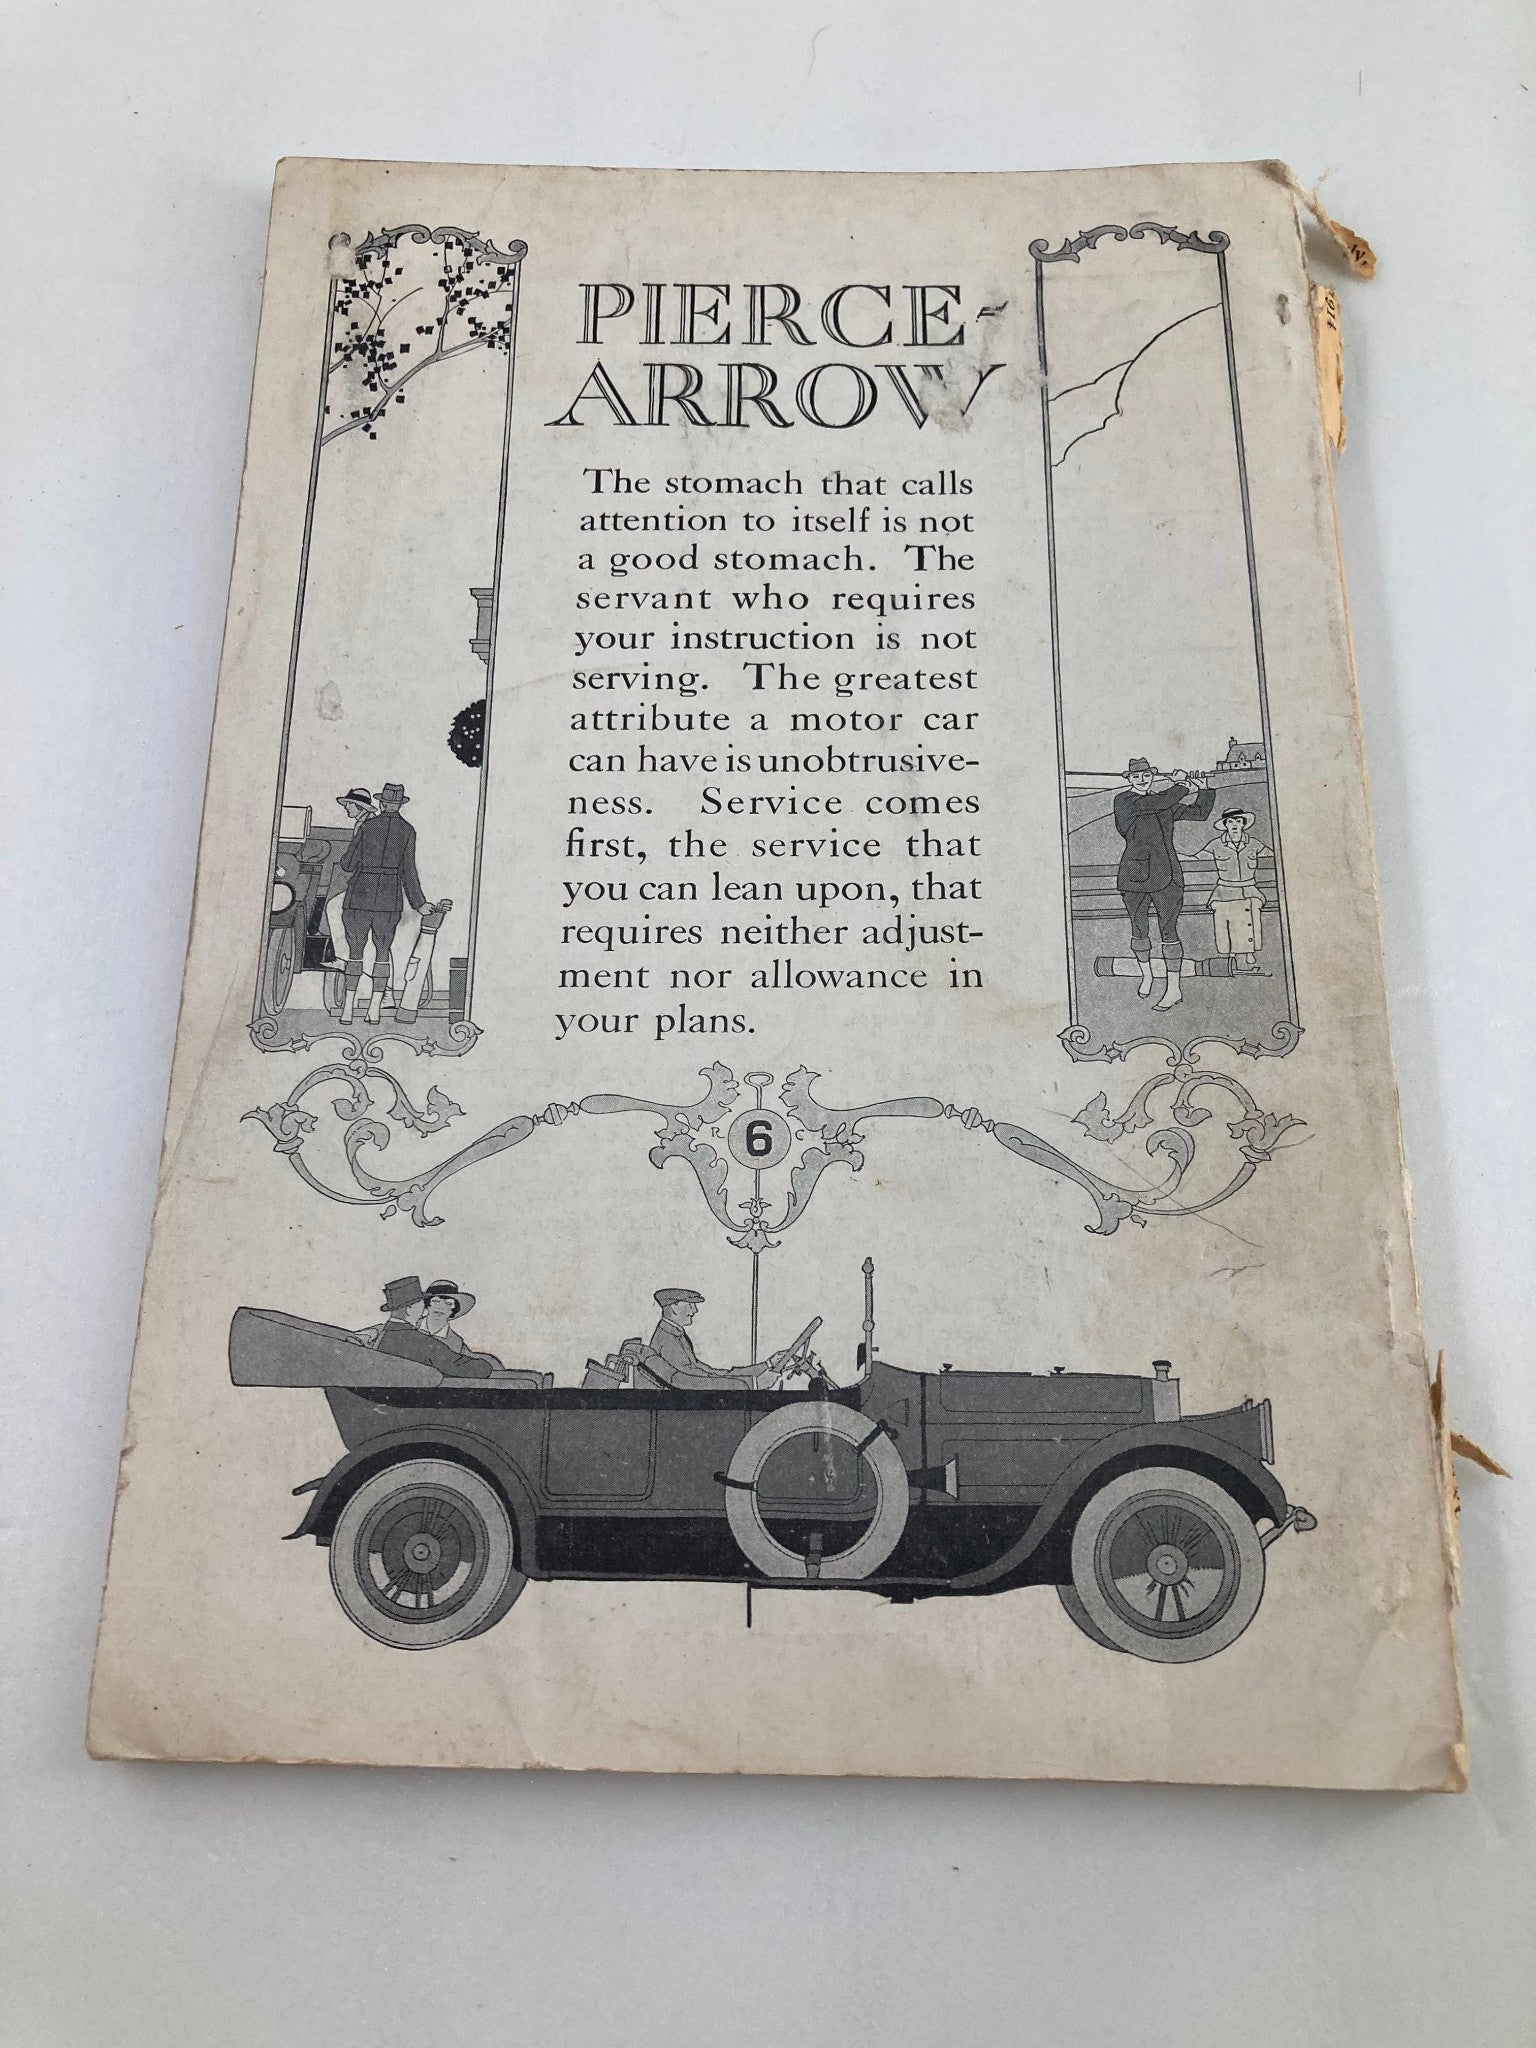 PIERCE-
ARROW
The stomach that calls
attention to itself is not
a good stomach. The
servant who requires
your instruction is not
serving. The greatest
attribute a motor car
can have is unobtrusive-
ness. Service comes
first, the service that
you can lean upon, that
requires neither adjust-
ment nor allowance in
your plans.
R 6 C
1914